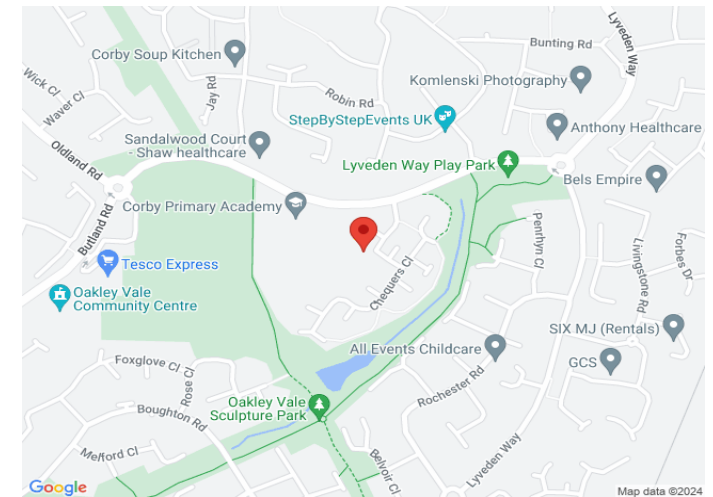 Corby Soup Kitchen
Bunting Rd
Lyveden Way
Wick Cl
Waver Cl
Jay Rd
Robin Rd
Komlenski Photography
StepByStepEvents UK
Anthony Healthcare
Oldland Rd
Sandalwood Court
- Shaw healthcare
Lyveden Way Play Park
Bels Empire
Corby Primary Academy
Butland Rd
Penrhyn Cl
Livingstone Rd
Forbes Dr
Tesco Express
Chequers Cl
Oakley Vale
Community Centre
SIX MJ (Rentals)
All Events Childcare
GCS
Foxglove Cl
Rose Cl
Rochester Rd
Oakley Vale
Sculpture Park
Boughton Rd
Melford Cl
Belvoir Cl
Lyveden Way
Google
Map data ©2024